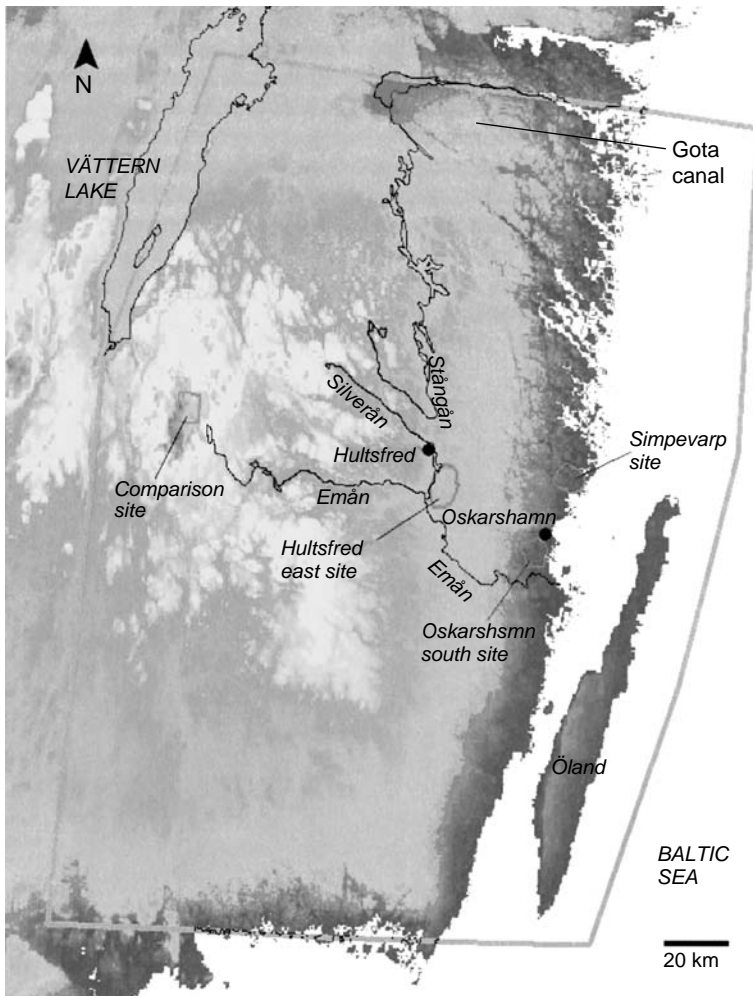 N
VÄTTERN
LAKE
Gota
canal
Stångån
Silverån
Simpevarp
site
Hultsfred
Comparison
site
Emån
Oskarshamn
Hultsfred
east site
Emån
Oskarshsmn
south site
Öland
BALTIC
SEA
20 km